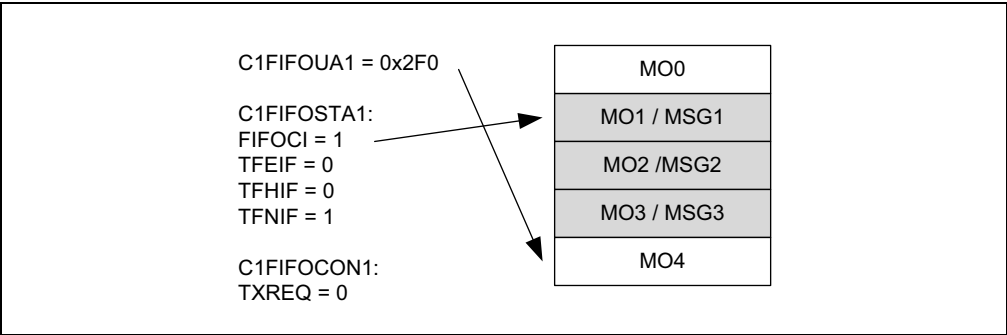 C1FIFOUA1 = 0x2F0
C1FIFOSTA1:
FIFOCI = 1
TFEIF = 0
TFHIF = 0
TFNIF = 1
C1FIFOCON1:
TXREQ = 0
MO0
MO1 / MSG1
MO2 /MSG2
MO3 / MSG3
MO4